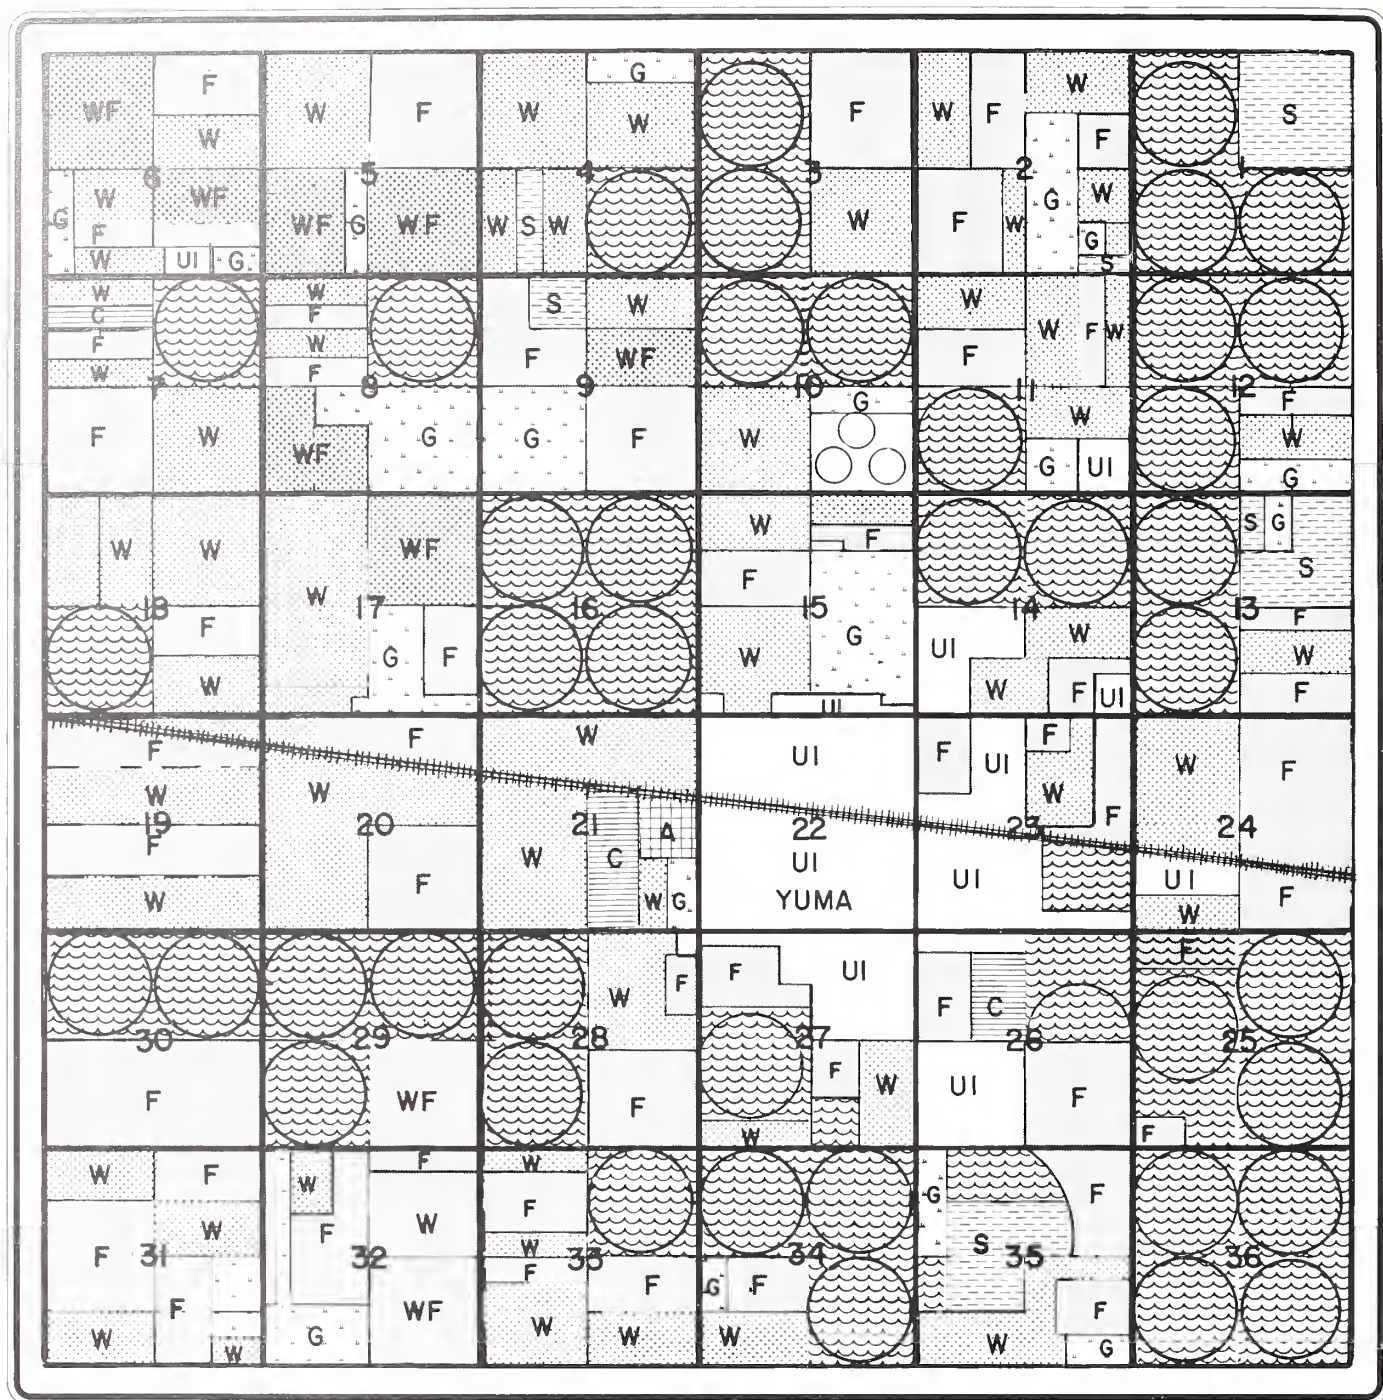 F G
WF W F W F W F W S
W W F
6 5 4 3 2 1
W WF WF G WF W S W W F W G W
G F G
W UI G S
W W S W W
C F W F W
F W F WF F
W F
7 8 9 10 11 12
F W G G F W G W F
WF G UI W
G
W W WF W F S G
F S
18 17 16 15 14 13
W F
F G F G UI W W
W W W F UI F
UI
F F W UI F UI F W F
W W W
19 20 21 22 23 24
F A F
W F W C UI UI UI F
W G YUMA W
W F F UI F C F
30 29 28 27 26 25
F WF F F W UI F F
W
W F W F W G F
W F W F
F 31 32 W 33 34 S 35 36
F WF F F G F F
W W G W W W W G